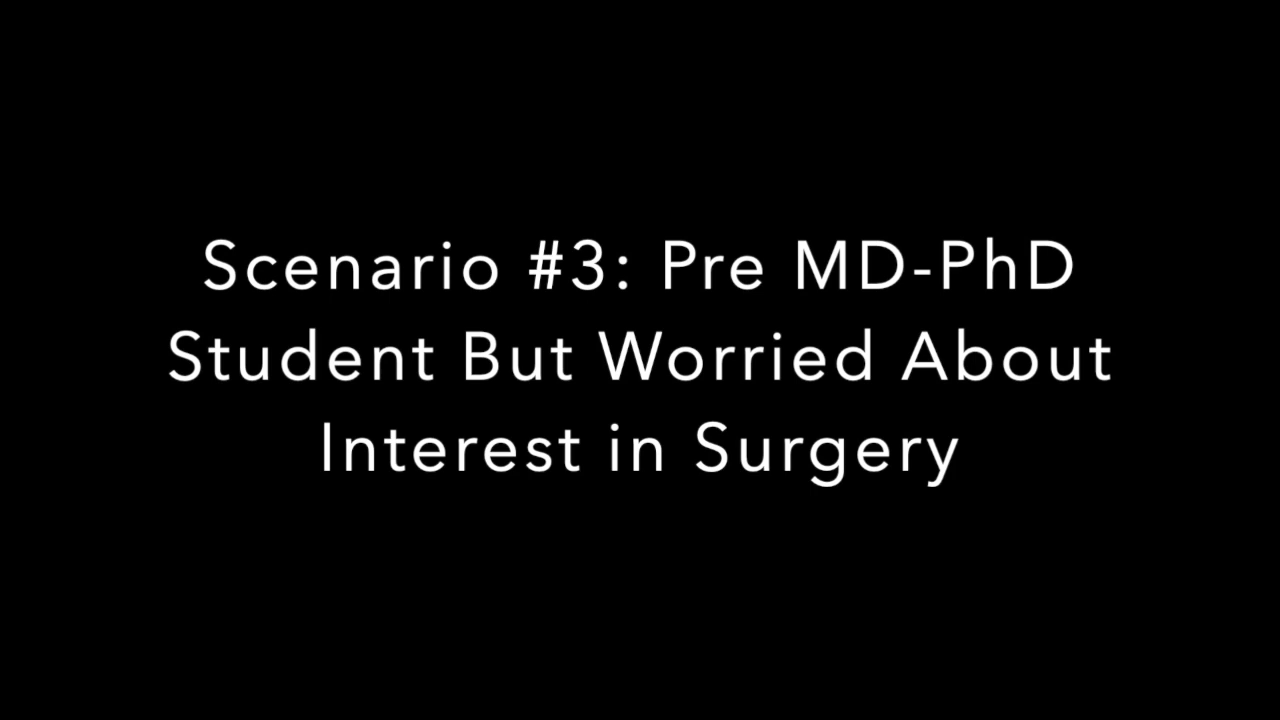 Scenario #3: Pre MD-PhD
Student But Worried About
Interest in Surgery